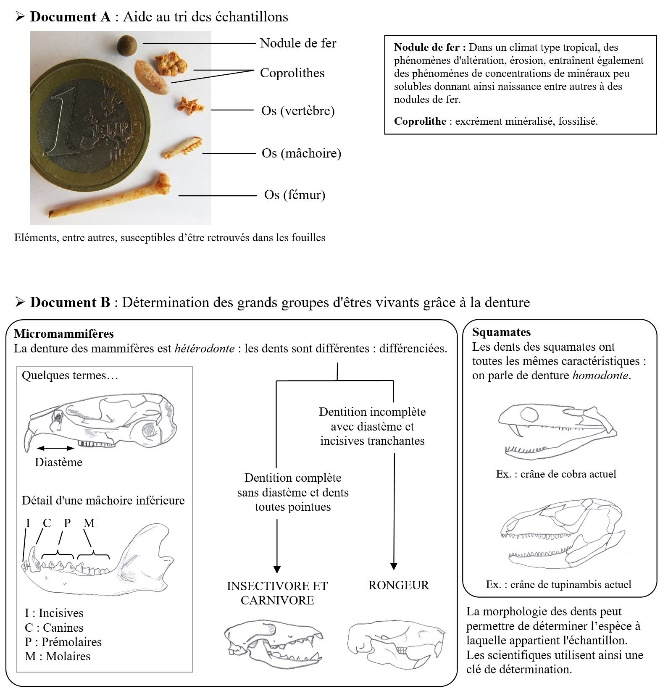 ➢ Document A : Aide au tri des échantillons
Nodule de fer
Coprolithes
Os (vertèbre)
Os (mâchoire)
Os (fémur)
Nodule de fer : Dans un climat type tropical, des
phénomènes d'altération, érosion, entraînent également
des phénomènes de concentrations de minéraux peu
solubles donnant ainsi naissance entre autres à des
nodules de fer.
Coprolithe : excrément minéralisé, fossilisé.
1
EUR
Eléments, entre autres, susceptibles d'être retrouvés dans les fouilles
➢ Document B : Détermination des grands groupes d'êtres vivants grâce à la denture
Micromammifères
La denture des mammifères est hétérodonte : les dents sont différentes : différenciées.
Quelques termes…
Diastème
Détail d'une mâchoire inférieure
I C P M
I : Incisives
C : Canines
P : Prémolaires
M : Molaires
Dentition incomplète
avec diastème et
incisives tranchantes
Dentition complète
sans diastème et dents
toutes pointues
INSECTIVORE ET
CARNIVORE
RONGEUR
Squamates
Les dents des squamates ont
toutes les mêmes caractéristiques :
on parle de denture homodonte.
Ex. : crâne de cobra actuel
Ex. : crâne de tupinambis actuel
La morphologie des dents peut
permettre de déterminer l'espèce à
laquelle appartient l'échantillon.
Les scientifiques utilisent ainsi une
clé de détermination.